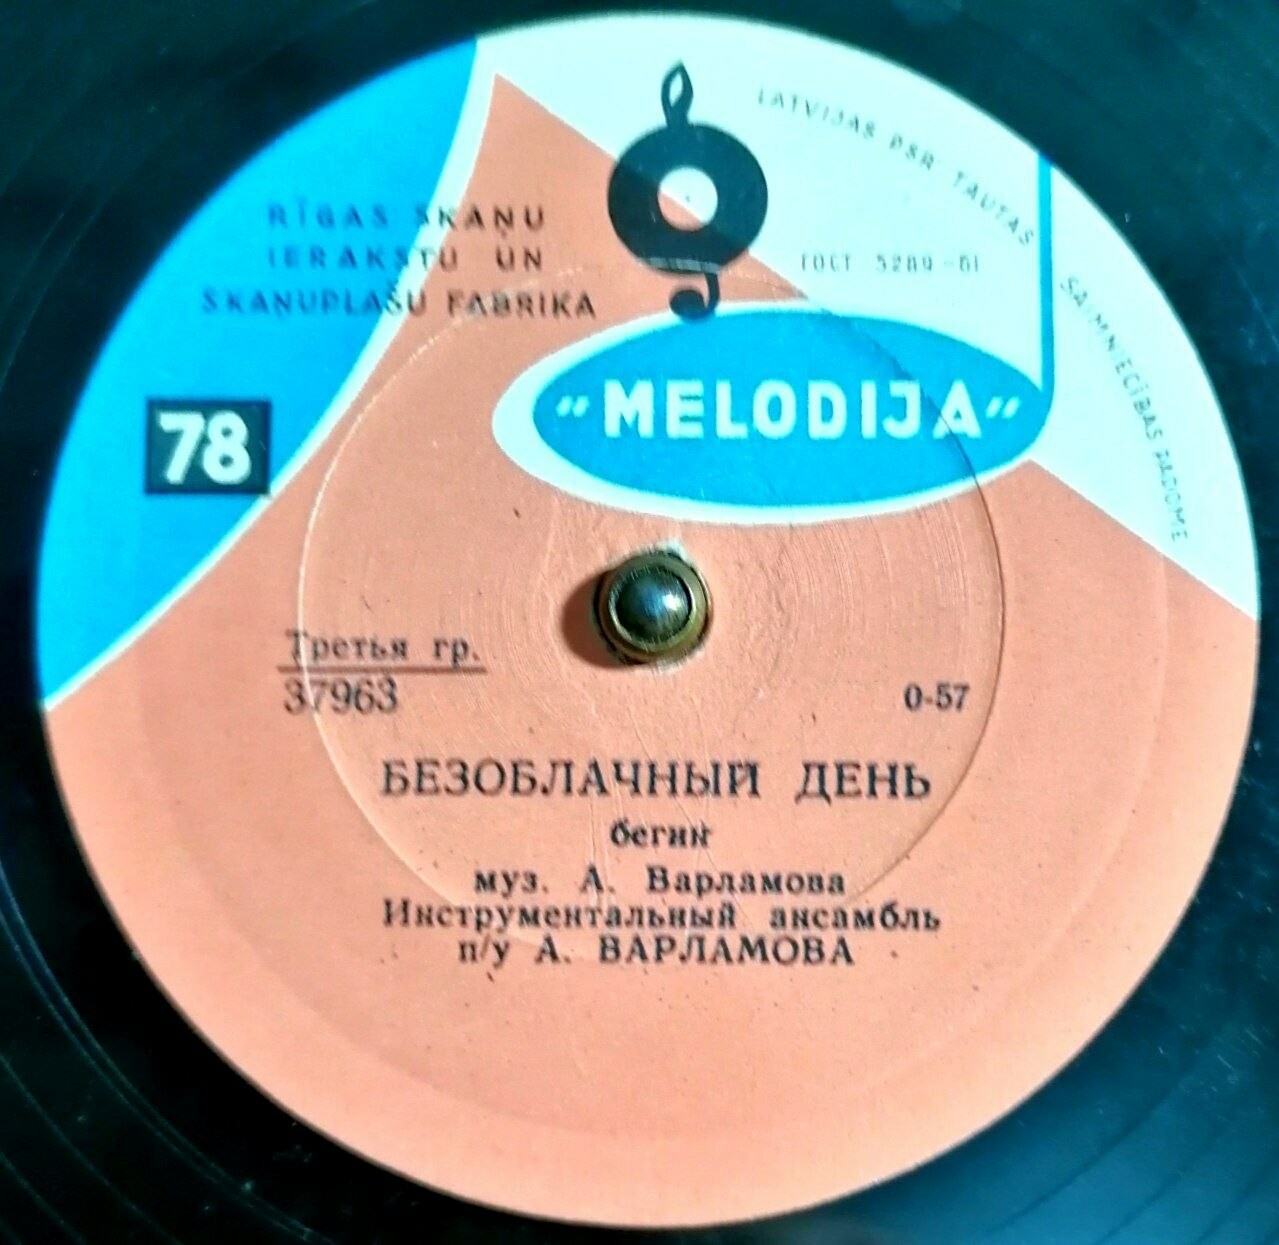 LATVIJAS PSR TAUTAS
SAIMNIECĪBAS PADOME
RĪGAS SKAŅU
IERAKSTU UN
SKAŅUPLAŠU FABRIKA
ГОСТ 5289-61
"MELODIJA"
78
Третья гр.
37963
0-57
БЕЗОБЛАЧНЫЙ ДЕНЬ
бегин
муз. А. Варламова
Инструментальный ансамбль
п/у А. ВАРЛАМОВА